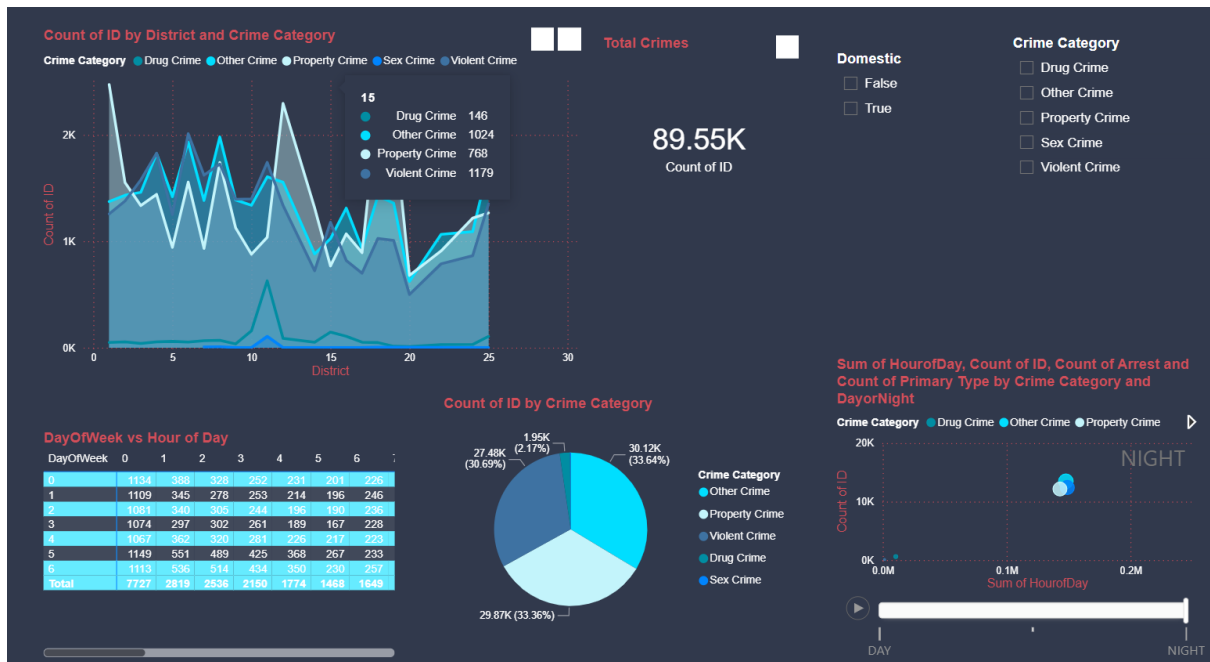 Count of ID by District and Crime Category
Crime Category Drug Crime Other Crime Property Crime Sex Crime Violent Crime
15
Drug Crime 146
Other Crime 1024
Property Crime 768
Violent Crime 1179
2K
1K
0K
Count of ID
0 5 10 15 20 25 30
District
Total Crimes
89.55K
Count of ID
Domestic
False
True
Crime Category
Drug Crime
Other Crime
Property Crime
Sex Crime
Violent Crime
DayOfWeek vs Hour of Day
DayOfWeek 0 1 2 3 4 5 6
0 1134 388 328 252 231 201 226
1 1109 345 278 253 214 196 246
2 1081 340 305 244 196 190 236
3 1074 297 302 261 189 167 228
4 1067 362 320 281 226 217 223
5 1149 551 489 425 368 267 233
6 1113 536 514 434 350 230 257
Total 7727 2819 2536 2150 1774 1468 1649
Count of ID by Crime Category
1.95K
(2.17%)
27.48K
(30.69%)
30.12K
(33.64%)
29.87K (33.36%)
Crime Category
Other Crime
Property Crime
Violent Crime
Drug Crime
Sex Crime
Sum of HourofDay, Count of ID, Count of Arrest and
Count of Primary Type by Crime Category and
DayorNight
Crime Category Drug Crime Other Crime Property Crime
20K
10K
0K
Count of ID
NIGHT
0.0M 0.1M 0.2M
Sum of HourofDay
DAY NIGHT